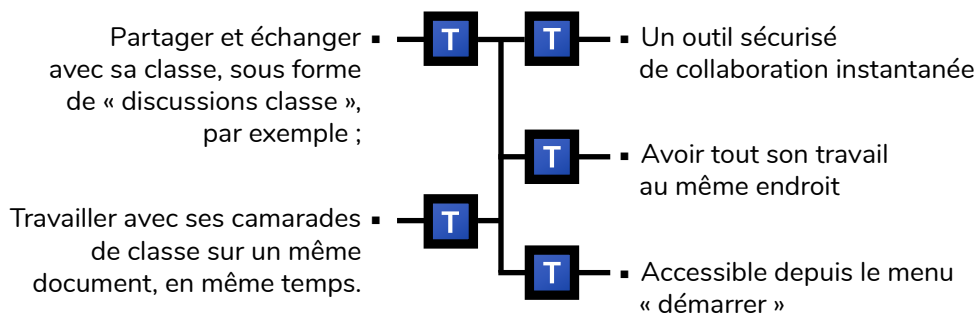 Partager et échanger
avec sa classe, sous forme
de « discussions classe »,
par exemple ;
T
T
Un outil sécurisé
de collaboration instantanée
T
Avoir tout son travail
au même endroit
Travailler avec ses camarades
de classe sur un même
document, en même temps.
T
T
Accessible depuis le menu
« démarrer »